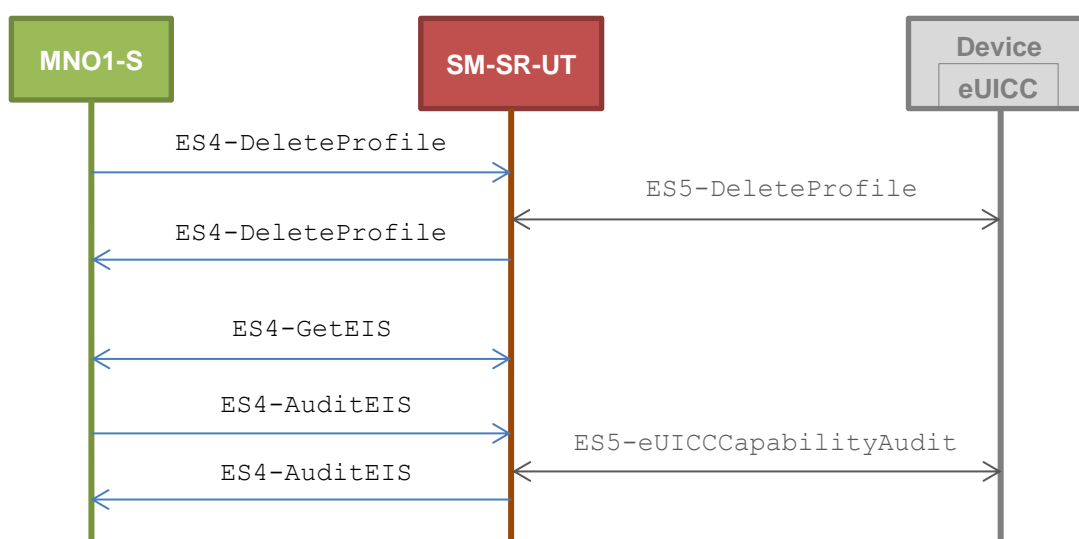 MNO1-S
SM-SR-UT
Device
eUICC
ES4-DeleteProfile
ES5-DeleteProfile
ES4-DeleteProfile
ES4-GetEIS
ES4-AuditEIS
ES5-eUICCCapabilityAudit
ES4-AuditEIS